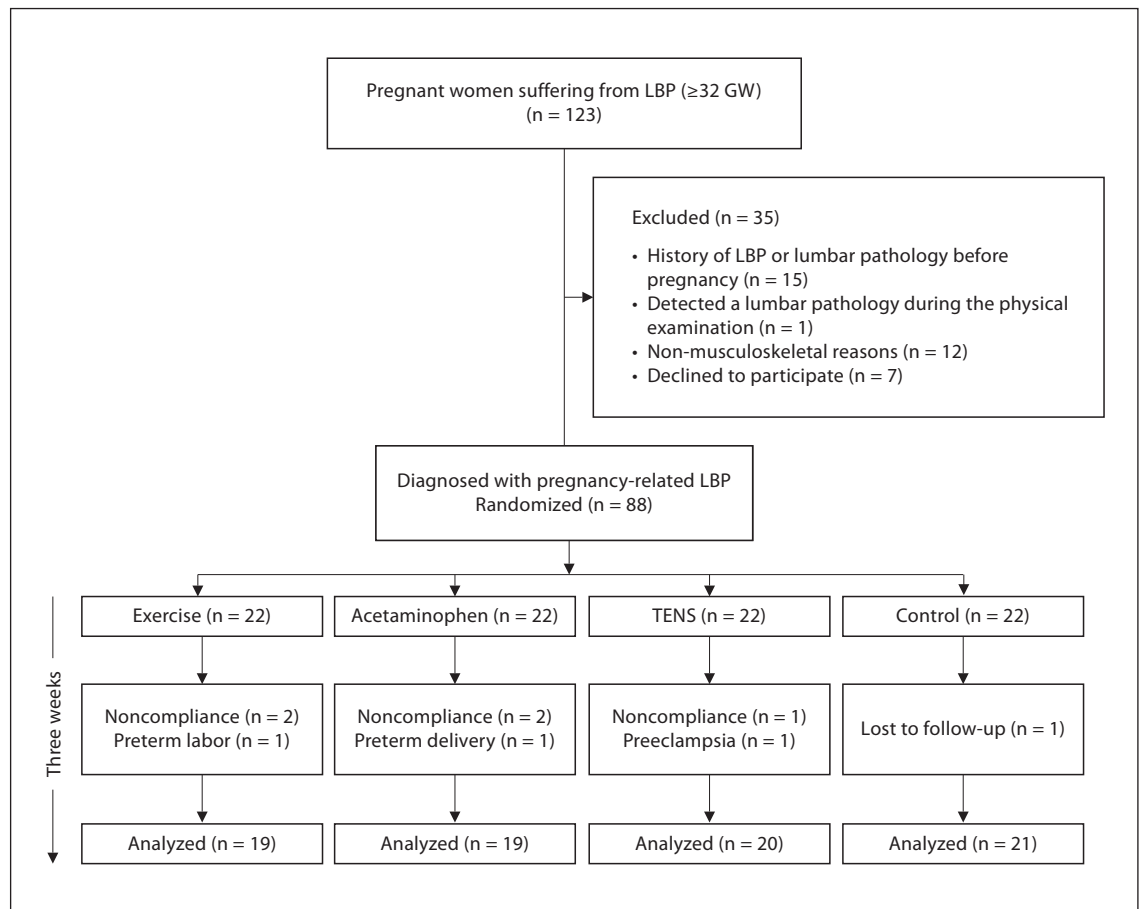 Pregnant women suffering from LBP (≥32 GW)
(n = 123)
Excluded (n = 35)
• History of LBP or lumbar pathology before
pregnancy (n = 15)
• Detected a lumbar pathology during the physical
examination (n = 1)
• Non-musculoskeletal reasons (n = 12)
• Declined to participate (n = 7)
Diagnosed with pregnancy-related LBP
Randomized (n = 88)
Three weeks
Exercise (n = 22)
Acetaminophen (n = 22)
TENS (n = 22)
Control (n = 22)
Noncompliance (n = 2)
Preterm labor (n = 1)
Noncompliance (n = 2)
Preterm delivery (n = 1)
Noncompliance (n = 1)
Preeclampsia (n = 1)
Lost to follow-up (n = 1)
Analyzed (n = 19)
Analyzed (n = 19)
Analyzed (n = 20)
Analyzed (n = 21)